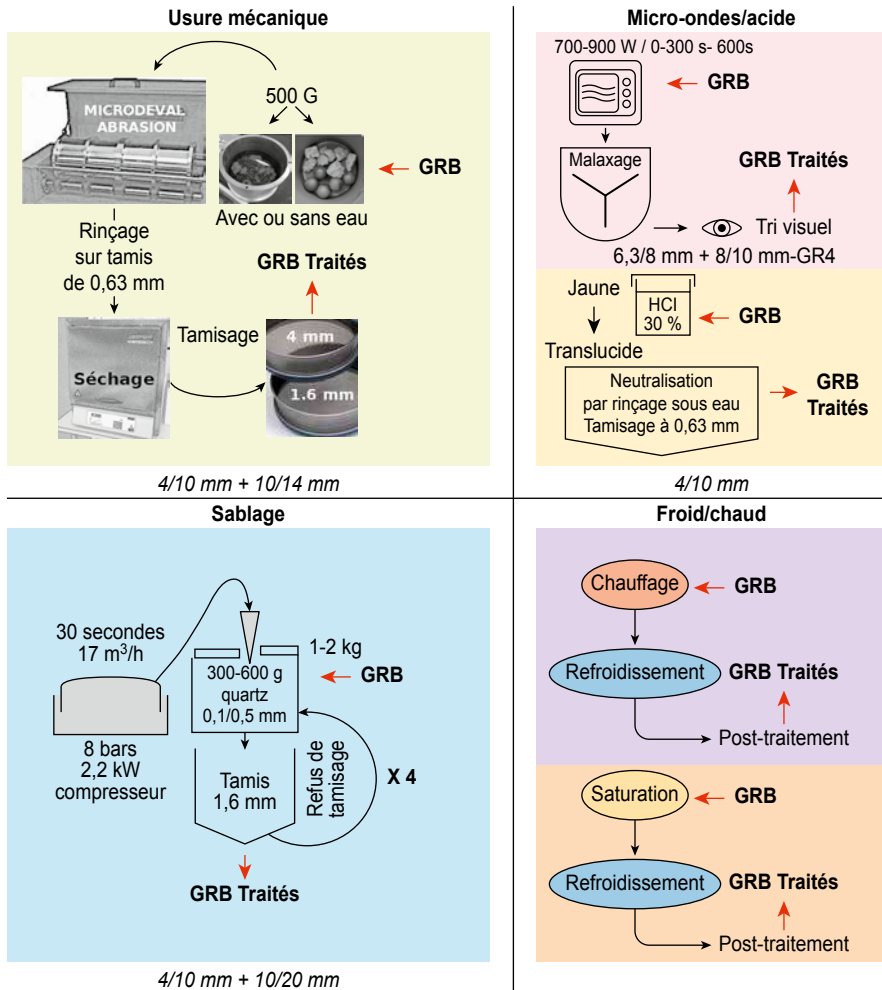 Usure mécanique
MICRODEVAL
ABRASION
500 G
GRB
Avec ou sans eau
Rinçage
sur tamis
de 0,63 mm
GRB Traités
Séchage
Tamisage
4 mm
1.6 mm
4/10 mm + 10/14 mm
Micro-ondes/acide
700-900 W / 0-300 s- 600s
GRB
Malaxage
GRB Traités
Tri visuel
6,3/8 mm + 8/10 mm-GR4
Jaune
HCl
30 %
GRB
Translucide
Neutralisation
par rinçage sous eau
Tamisage à 0,63 mm
GRB
Traités
4/10 mm
Sablage
30 secondes
17 m³/h
1-2 kg
300-600 g
quartz
0,1/0,5 mm
GRB
8 bars
2,2 kW
compresseur
Tamis
1,6 mm
Refus de
tamisage
X 4
GRB Traités
4/10 mm + 10/20 mm
Froid/chaud
Chauffage
GRB
Refroidissement
GRB Traités
Post-traitement
Saturation
GRB
Refroidissement
GRB Traités
Post-traitement